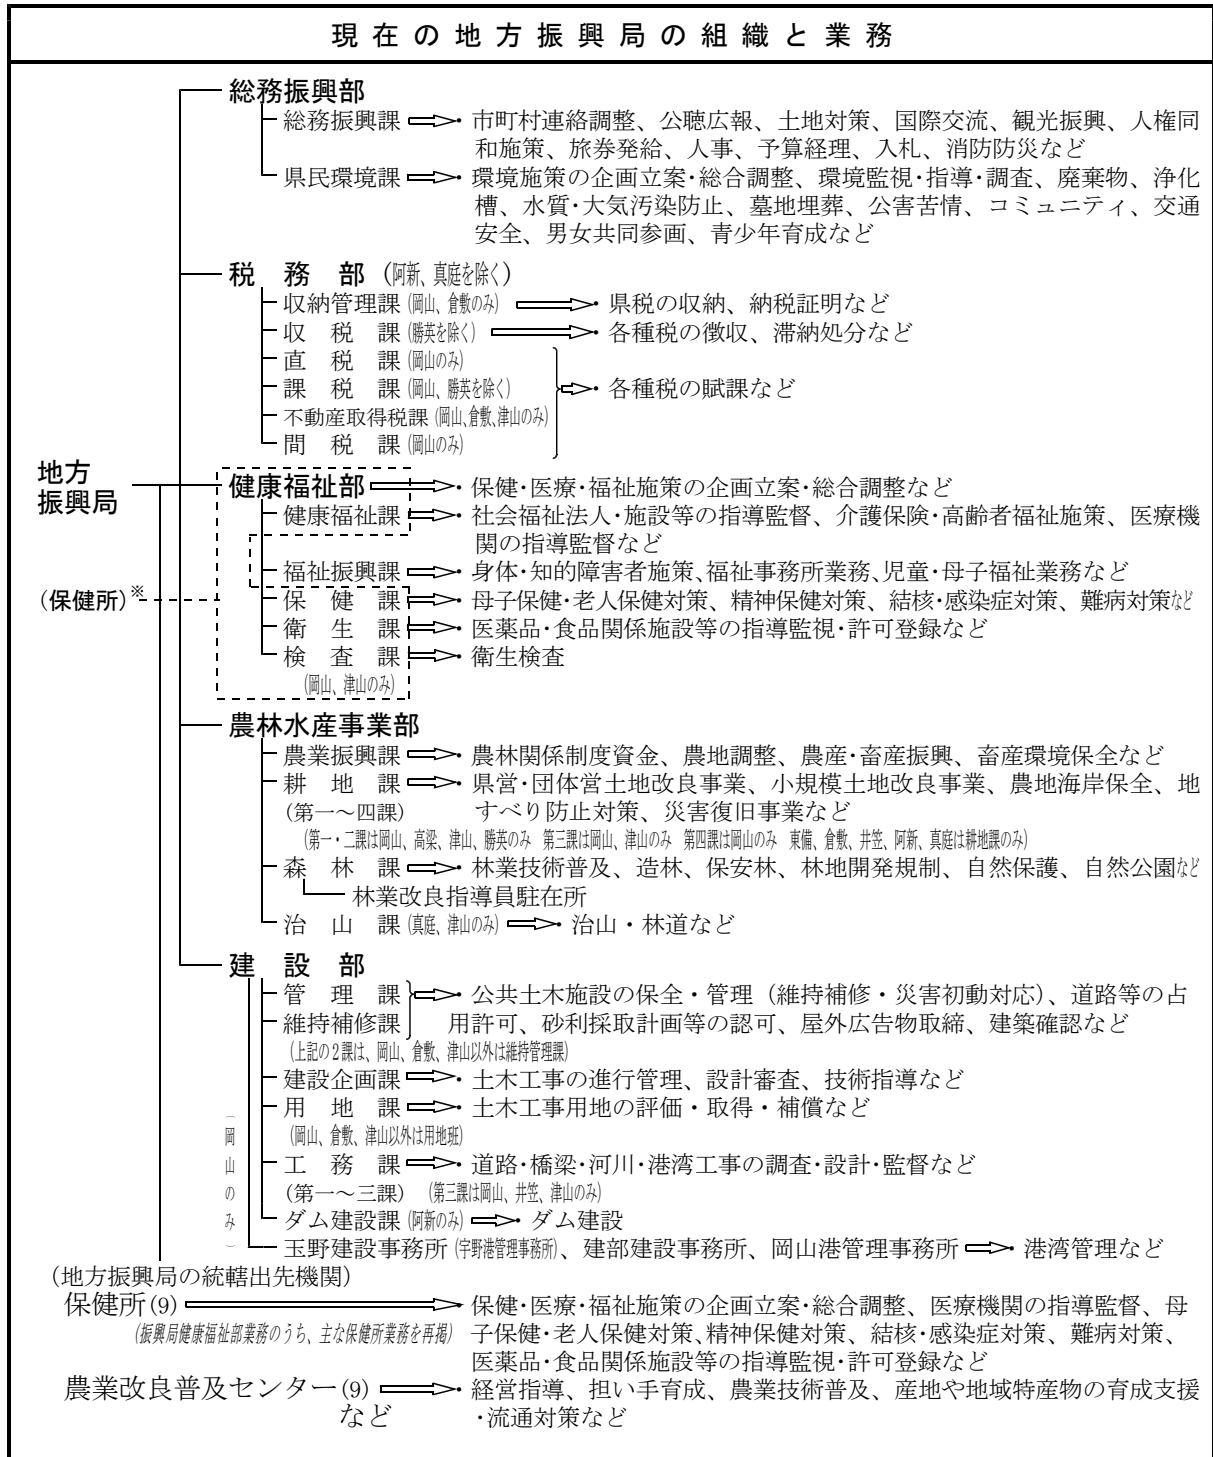 現在の地方振興局の組織と業務
総務振興部
総務振興課 ・市町村連絡調整、公聴広報、土地対策、国際交流、観光振興、人権同
和施策、旅券発給、人事、予算経理、入札、消防防災など
県民環境課 ・環境施策の企画立案・総合調整、環境監視・指導・調査、廃棄物、浄化
槽、水質・大気汚染防止、墓地埋葬、公害苦情、コミュニティ、交通
安全、男女共同参画、青少年育成など
税務部(阿新、真庭を除く)
収納管理課(岡山、倉敷のみ) ・県税の収納、納税証明など
収税課(勝英を除く) ・各種税の徴収、滞納処分など
直税課(岡山のみ)
課税課(岡山、勝英を除く) ・各種税の賦課など
不動産取得税課(岡山、倉敷、津山のみ)
間税課(岡山のみ)
地方
振興局
健康福祉部 ・保健・医療・福祉施策の企画立案・総合調整など
健康福祉課 ・社会福祉法人・施設等の指導監督、介護保険・高齢者福祉施策、医療機
関の指導監督など
福祉振興課 ・身体・知的障害者施策、福祉事務所業務、児童・母子福祉業務など
(保健所)※
保健課 ・母子保健・老人保健対策、精神保健対策、結核・感染症対策、難病対策など
衛生課 ・医薬品・食品関係施設等の指導監視・許可登録など
検査課 ・衛生検査
(岡山、津山のみ)
農林水産事業部
農業振興課 ・農林関係制度資金、農地調整、農産・畜産振興、畜産環境保全など
耕地課 ・県営・団体営土地改良事業、小規模土地改良事業、農地海岸保全、地
(第一～四課) すべり防止対策、災害復旧事業など
(第一・二課は岡山、高梁、津山、勝英のみ 第三課は岡山、津山のみ 第四課は岡山のみ 東備、倉敷、井笠、阿新、真庭は耕地課のみ)
森林課 ・林業技術普及、造林、保安林、林地開発規制、自然保護、自然公園など
林業改良指導員駐在所
治山課(真庭、津山のみ) ・治山・林道など
建設部
管理課 ・公共土木施設の保全・管理(維持補修・災害初動対応)、道路等の占
維持補修課 用許可、砂利採取計画等の認可、屋外広告物取締、建築確認など
(上記の2課は、岡山、倉敷、津山以外は維持管理課)
建設企画課 ・土木工事の進行管理、設計審査、技術指導など
用地課 ・土木工事用地の評価・取得・補償など
(岡山、倉敷、津山以外は用地班)
工務課 ・道路・橋梁・河川・港湾工事の調査・設計・監督など
(第一～三課) (第三課は岡山、井笠、津山のみ)
ダム建設課(阿新のみ) ・ダム建設
(岡山のみ)
玉野建設事務所(宇野港管理事務所)、建部建設事務所、岡山港管理事務所 ・港湾管理など
(地方振興局の統轄出先機関)
保健所(9) ・保健・医療・福祉施策の企画立案・総合調整、医療機関の指導監督、母
(振興局健康福祉部業務のうち、主な保健所業務を再掲) 子保健・老人保健対策、精神保健対策、結核・感染症対策、難病対策、
医薬品・食品関係施設等の指導監視・許可登録など
農業改良普及センター(9) ・経営指導、担い手育成、農業技術普及、産地や地域特産物の育成支援
など ・流通対策など